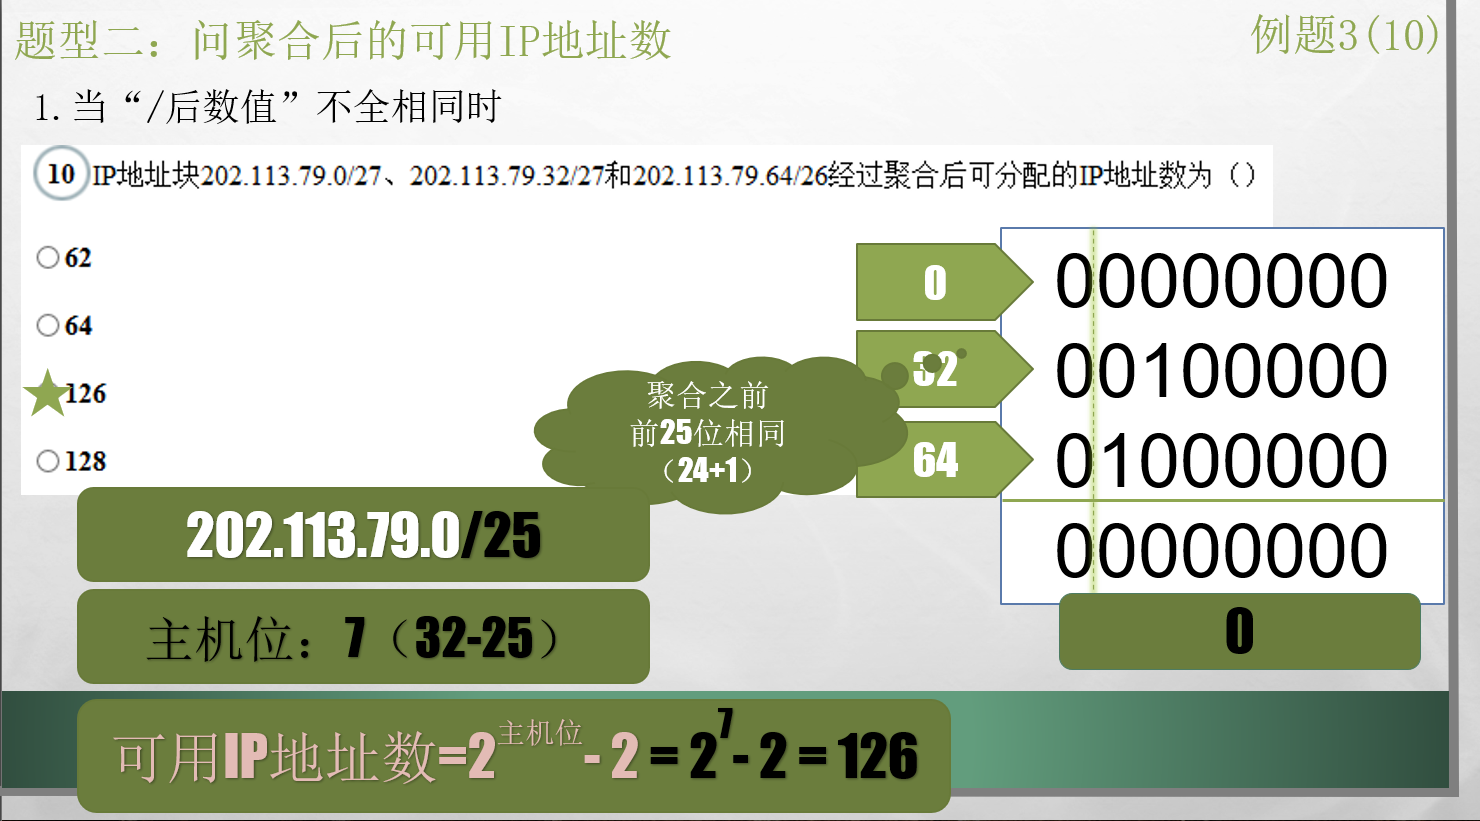 题型二：问聚合后的可用IP地址数
例题3(10)
1.当“/后数值”不全相同时
10 IP地址块202.113.79.0/27、202.113.79.32/27和202.113.79.64/26经过聚合后可分配的IP地址数为（）
62
64
126
128
0
00000000
32
00100000
64
01000000
00000000
0
聚合之前
前25位相同
（24+1）
202.113.79.0/25
主机位：7（32-25）
可用IP地址数=2主机位- 2 = 27- 2 = 126